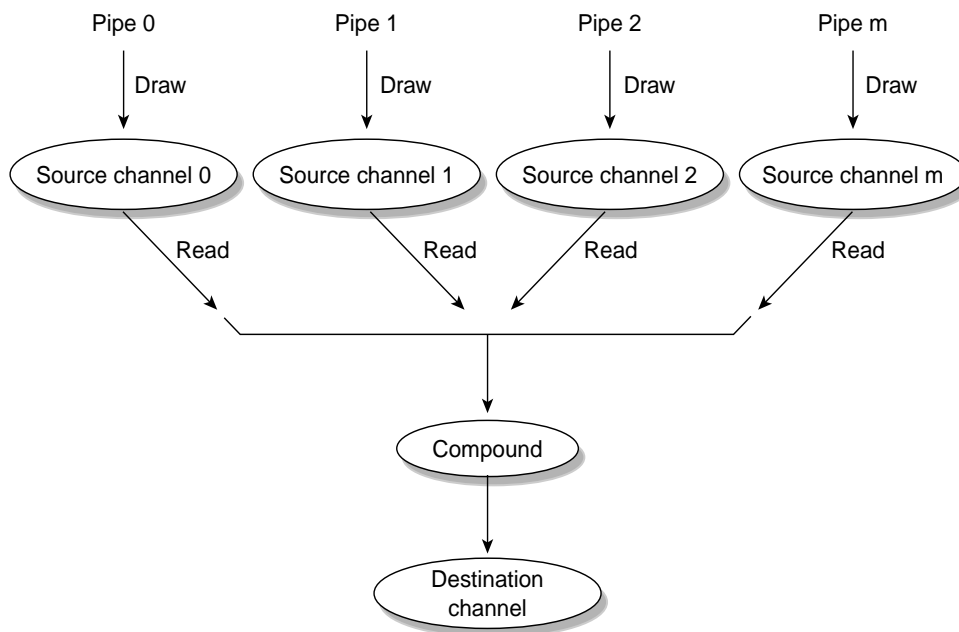 Pipe 0 Pipe 1 Pipe 2 Pipe m
Draw Draw Draw Draw
Source channel 0 Source channel 1 Source channel 2 Source channel m
Read Read Read Read
Compound
Destination
channel